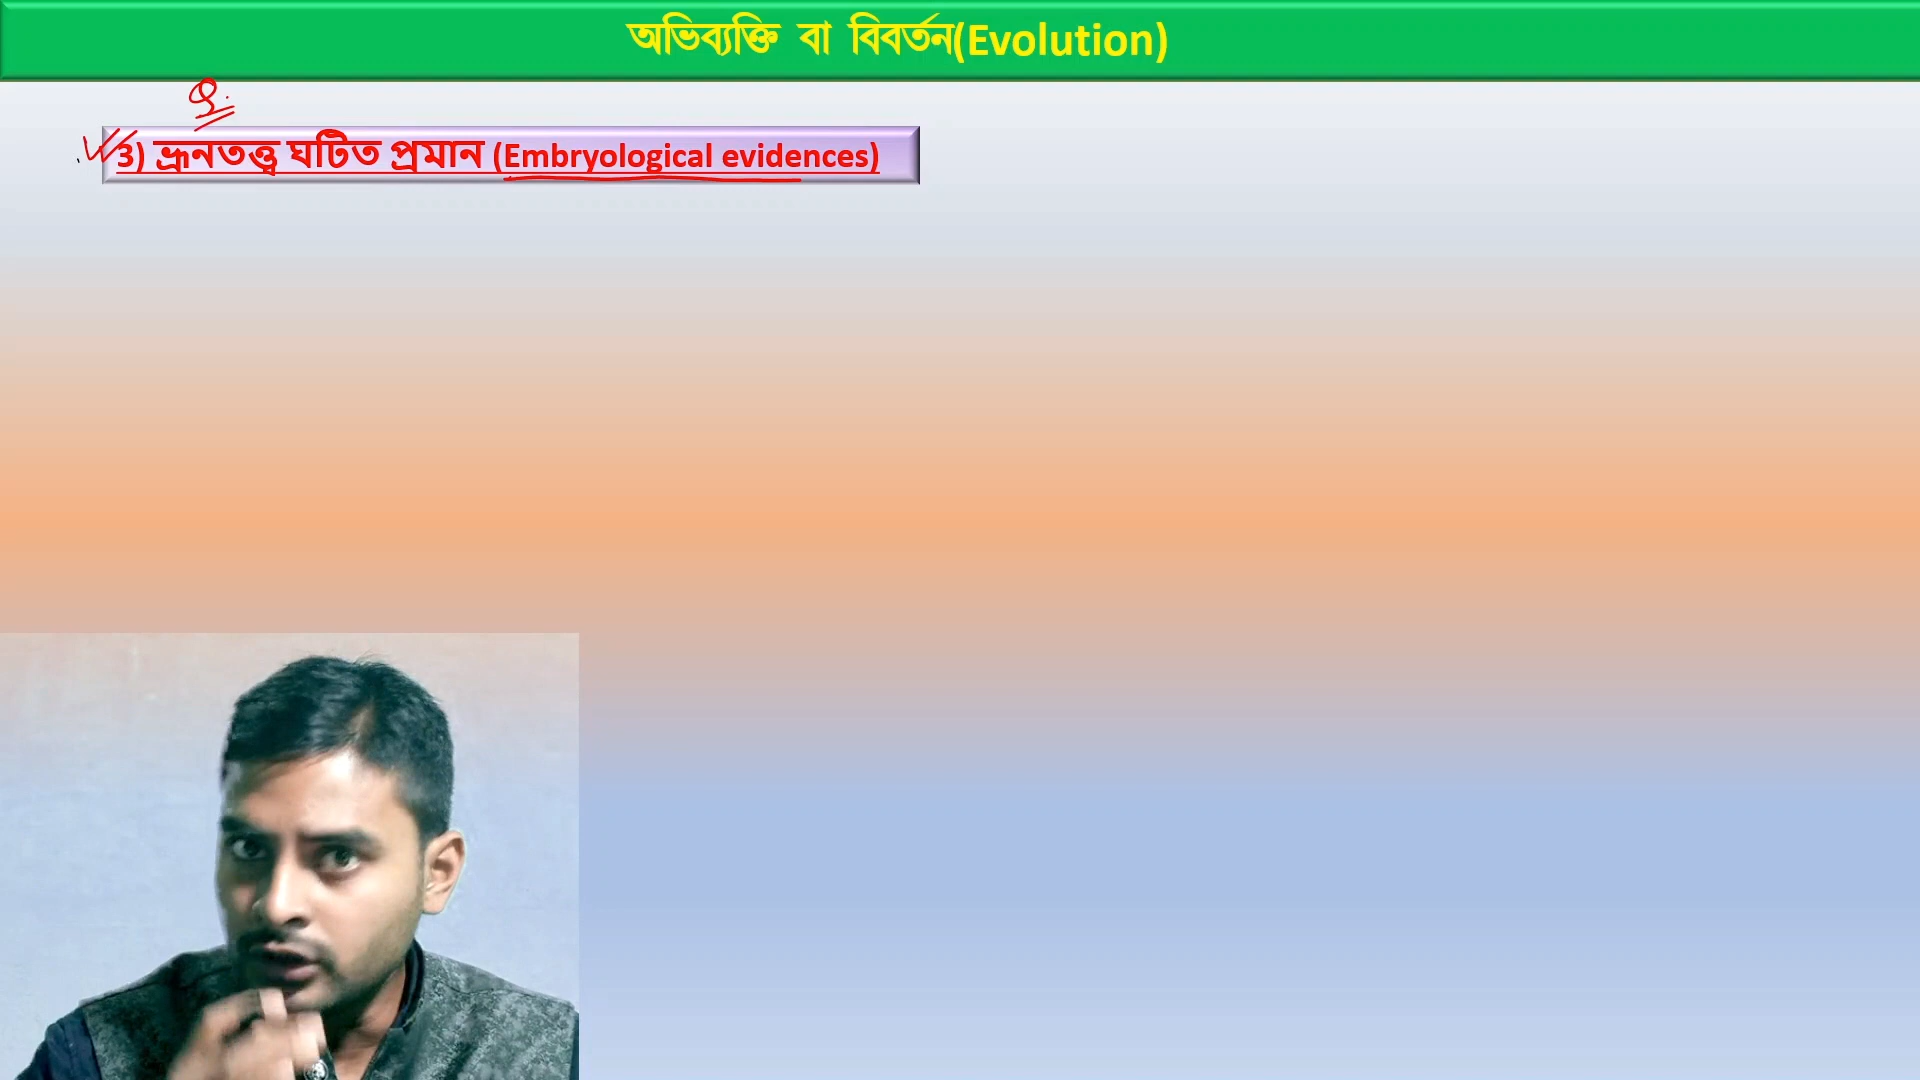 অভিব্যক্তি বা বিবর্তন(Evolution)
3) ভ্রূনতত্ত্ব ঘটিত প্রমান (Embryological evidences)